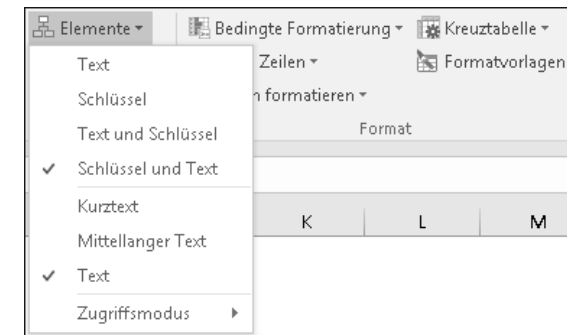 Elemente Bedingte Formatierung Kreuztabelle
Text Zeilen Formatvorlagen
Schlüssel n formatieren
Text und Schlüssel Format
Schlüssel und Text
Kurztext K L M
Mittellanger Text
Text
Zugriffsmodus